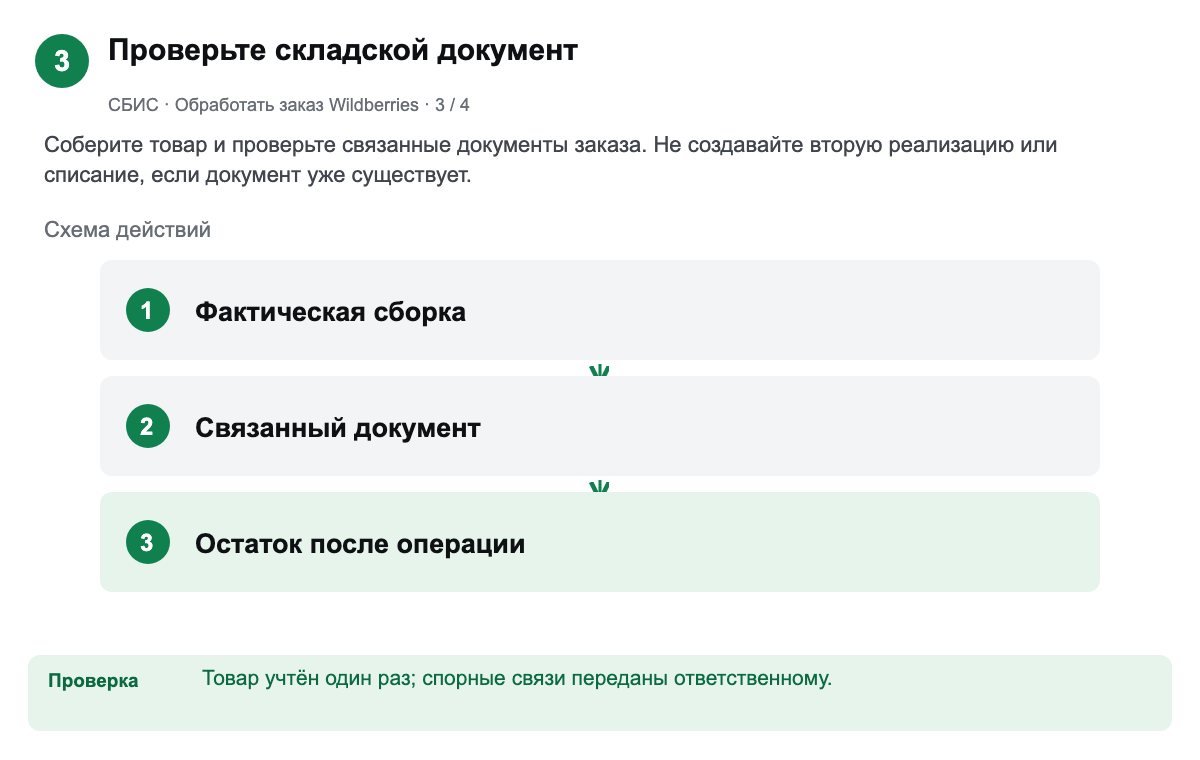 3
Проверьте складской документ
СБИС · Обработать заказ Wildberries · 3 / 4
Соберите товар и проверьте связанные документы заказа. Не создавайте вторую реализацию или
списание, если документ уже существует.
Схема действий
1 Фактическая сборка
2 Связанный документ
3 Остаток после операции
Проверка Товар учтён один раз; спорные связи переданы ответственному.